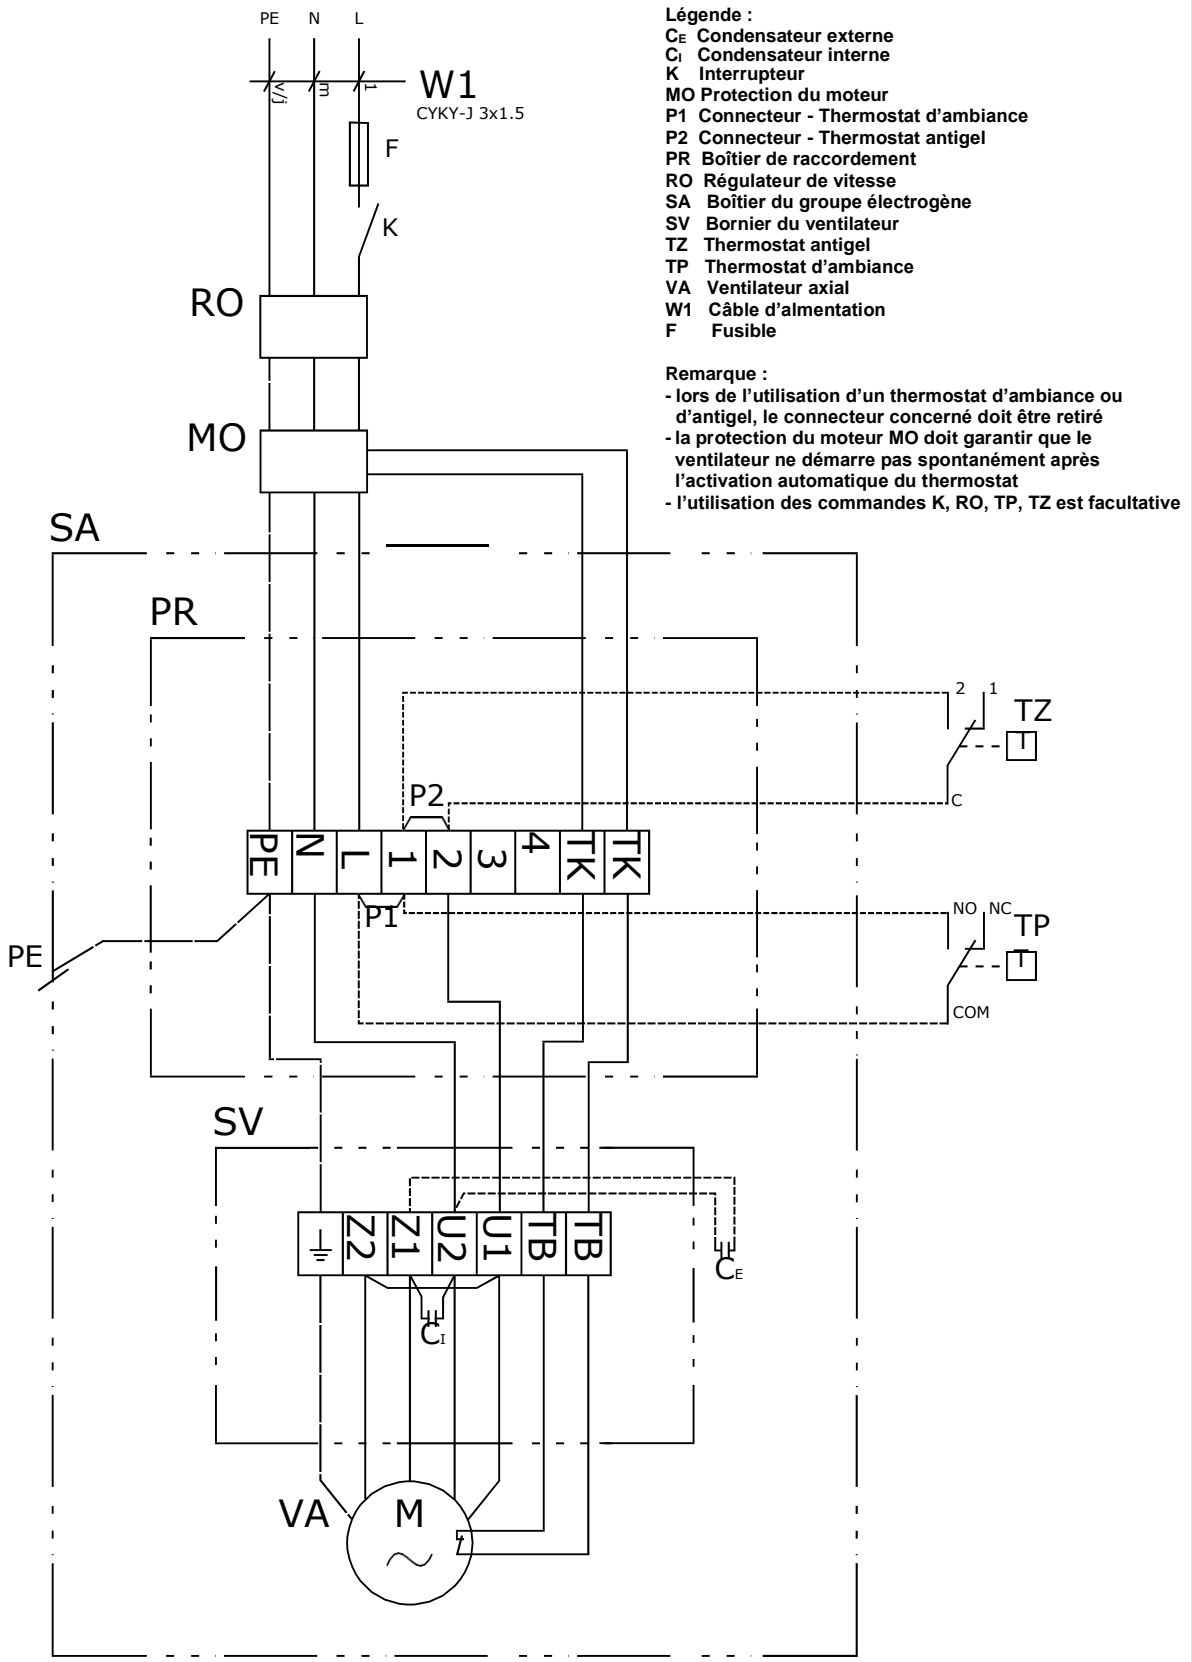 PE N L
W1
CYKY-J 3x1.5
v/j m 1
F
K
RO
MO
Légende :
CE Condensateur externe
CI Condensateur interne
K Interrupteur
MO Protection du moteur
P1 Connecteur - Thermostat d'ambiance
P2 Connecteur - Thermostat antigel
PR Boîtier de raccordement
RO Régulateur de vitesse
SA Boîtier du groupe électrogène
SV Bornier du ventilateur
TZ Thermostat antigel
TP Thermostat d'ambiance
VA Ventilateur axial
W1 Câble d'almentation
F Fusible
Remarque :
- lors de l'utilisation d'un thermostat d'ambiance ou
d'antigel, le connecteur concerné doit être retiré
- la protection du moteur MO doit garantir que le
ventilateur ne démarre pas spontanément après
l'activation automatique du thermostat
- l'utilisation des commandes K, RO, TP, TZ est facultative
SA
PR
2 1
TZ
T
C
P2
PE N L 1 2 3 4 TK TK
P1
NO NC
TP
T
COM
PE
SV
Z2 Z1 U2 U1 TB TB
CE
CI
VA
M